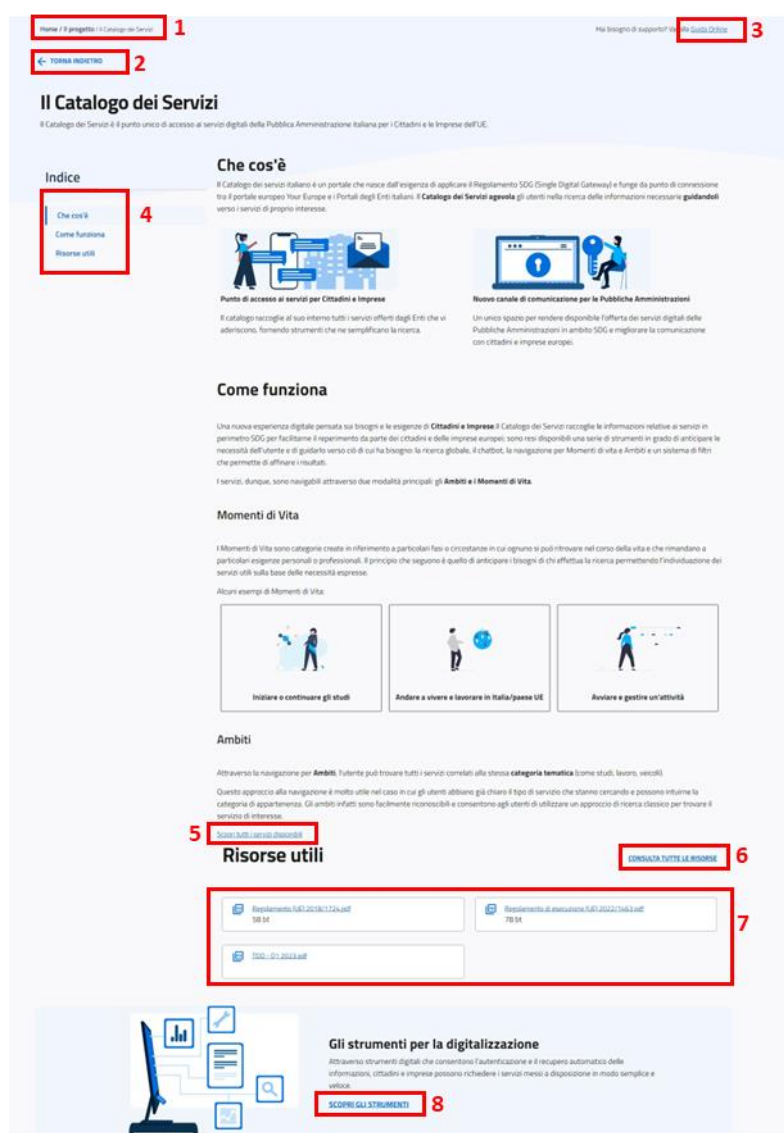 Home / Il progetto / Il Catalogo dei Servizi
1
Hai bisogno di supporto? Vai alla Guida Online
3
TORNA INDIETRO
2
Il Catalogo dei Servizi
Il Catalogo dei Servizi è il punto unico di accesso ai servizi digitali della Pubblica Amministrazione italiana per i Cittadini e le Imprese dell'UE.
Indice
Che cos'è
Come funziona
Risorse utili
4
Che cos'è
Il Catalogo dei servizi italiano è un portale che nasce dall'esigenza di applicare il Regolamento SDG (Single Digital Gateway) e funge da punto di connessione
tra il portale europeo Your Europe e i Portali degli Enti italiani. Il Catalogo dei Servizi agevola gli utenti nella ricerca delle informazioni necessarie guidandoli
verso i servizi di proprio interesse.
Punto di accesso ai servizi per Cittadini e Imprese
Il catalogo raccoglie al suo interno tutti i servizi offerti dagli Enti che vi
aderiscono, fornendo strumenti che ne semplificano la ricerca.
Nuovo canale di comunicazione per le Pubbliche Amministrazioni
Un unico spazio per rendere disponibile l'offerta dei servizi digitali delle
Pubbliche Amministrazioni in ambito SDG e migliorare la comunicazione
con cittadini e imprese europei.
Come funziona
Una nuova esperienza digitale pensata sui bisogni e le esigenze di Cittadini e Imprese Il Catalogo dei Servizi raccoglie le informazioni relative ai servizi in
perimetro SDG per facilitarne il reperimento da parte dei cittadini e delle imprese europei; sono resi disponibili una serie di strumenti in grado di anticipare le
necessità dell'utente e di guidarlo verso ciò di cui ha bisogno: la ricerca globale, il chatbot, la navigazione per Momenti di vita e Ambiti e un sistema di filtri
che permette di affinare i risultati.
I servizi, dunque, sono navigabili attraverso due modalità principali: gli Ambiti e i Momenti di Vita.
Momenti di Vita
I Momenti di Vita sono categorie create in riferimento a particolari fasi o circostanze in cui ognuno si può ritrovare nel corso della vita e che rimandano a
particolari esigenze personali o professionali. Il principio che seguono è quello di anticipare i bisogni di chi effettua la ricerca permettendo l'individuazione dei
servizi utili sulla base delle necessità espresse.
Alcuni esempi di Momenti di Vita:
Iniziare o continuare gli studi
Andare a vivere e lavorare in Italia/paese UE
Avviare e gestire un'attività
Ambiti
Attraverso la navigazione per Ambiti, l'utente può trovare tutti i servizi correlati alla stessa categoria tematica (come studi, lavoro, veicoli).
Questo approccio alla navigazione è molto utile nel caso in cui gli utenti abbiano già chiaro il tipo di servizio che stanno cercando e possono intuirne la
categoria di appartenenza. Gli ambiti infatti sono facilmente riconoscibili e consentono agli utenti di utilizzare un approccio di ricerca classico per trovare il
servizio di interesse.
5
Scopri tutti i servizi disponibili
Risorse utili
CONSULTA TUTTE LE RISORSE
6
Regolamento (UE) 2018/1724.pdf
58 bt
Regolamento di esecuzione (UE) 2022/1463.pdf
78 bt
TDD - Q1 2023.pdf
7
Gli strumenti per la digitalizzazione
Attraverso strumenti digitali che consentono l'autenticazione e il recupero automatico delle
informazioni, cittadini e imprese possono richiedere i servizi messi a disposizione in modo semplice e
veloce.
SCOPRI GLI STRUMENTI
8